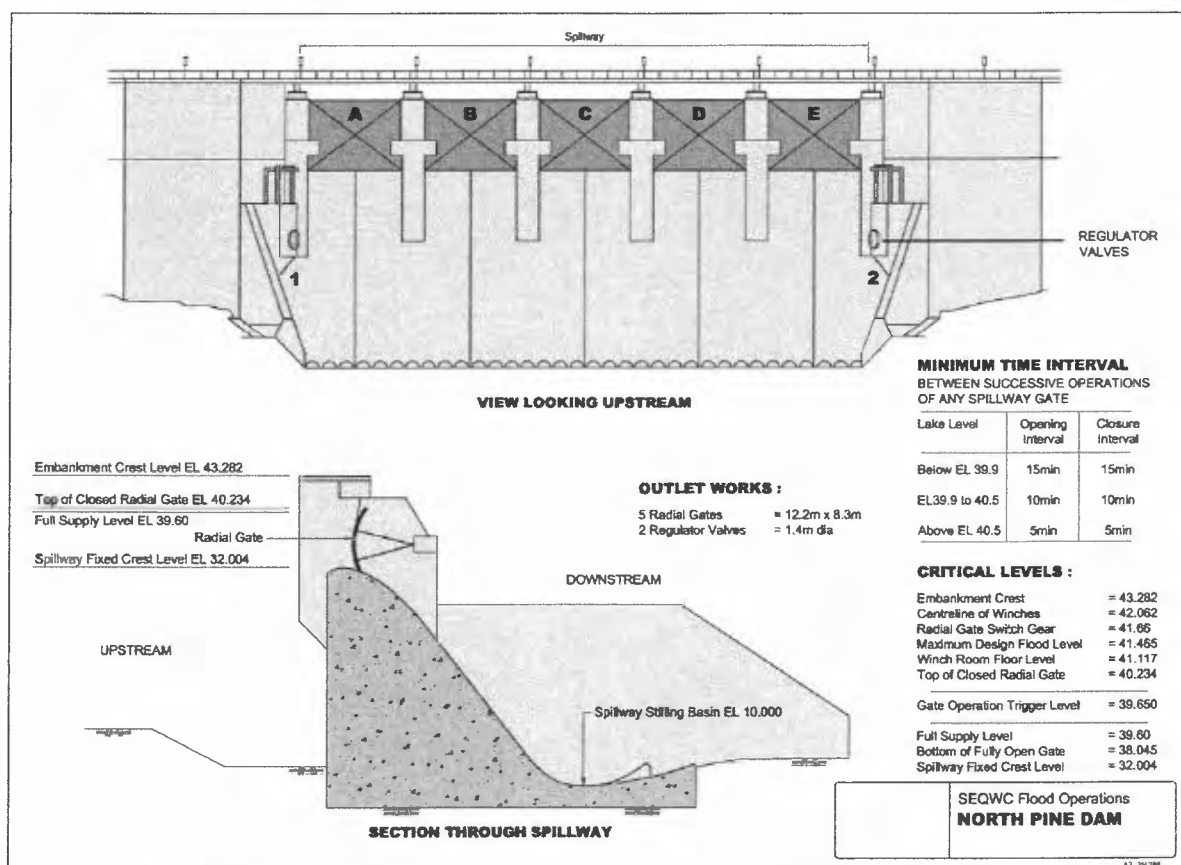 Spillway
A B C D E
REGULATOR
VALVES
1 2
VIEW LOOKING UPSTREAM
MINIMUM TIME INTERVAL
BETWEEN SUCCESSIVE OPERATIONS
OF ANY SPILLWAY GATE
Lake Level Opening Interval Closure Interval
Below EL 39.9 15min 15min
EL39.9 to 40.5 10min 10min
Above EL 40.5 5min 5min
Embankment Crest Level EL 43.282
Top of Closed Radial Gate EL 40.234
Full Supply Level EL 39.60
Radial Gate
Spillway Fixed Crest Level EL 32.004
OUTLET WORKS :
5 Radial Gates = 12.2m x 8.3m
2 Regulator Valves = 1.4m dia
UPSTREAM
DOWNSTREAM
Spillway Stilling Basin EL 10.000
SECTION THROUGH SPILLWAY
CRITICAL LEVELS :
Embankment Crest = 43.282
Centreline of Winches = 42.062
Radial Gate Switch Gear = 41.66
Maximum Design Flood Level = 41.465
Winch Room Floor Level = 41.117
Top of Closed Radial Gate = 40.234
Gate Operation Trigger Level = 39.650
Full Supply Level = 39.60
Bottom of Fully Open Gate = 38.045
Spillway Fixed Crest Level = 32.004
SEQWC Flood Operations
NORTH PINE DAM